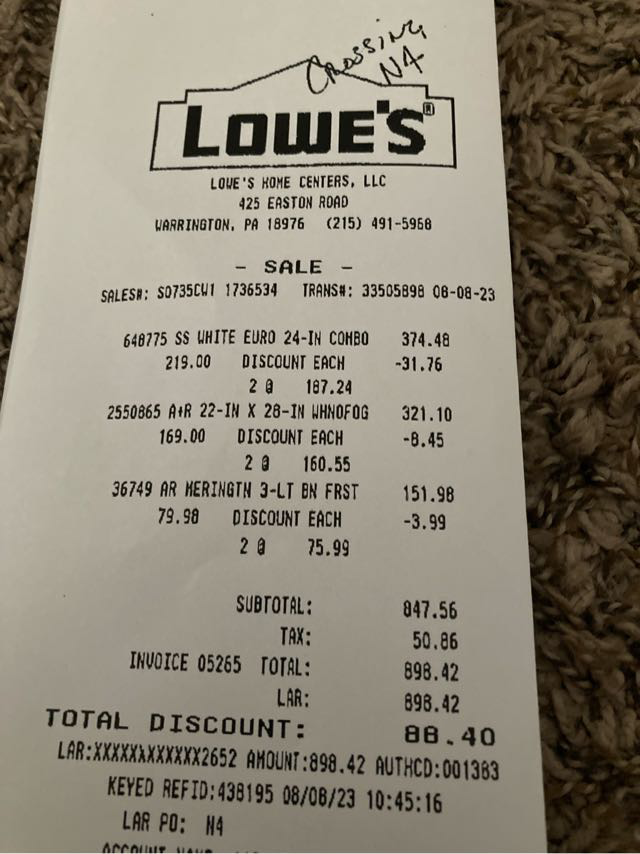 CROSSING
N4
LOWE'S®
LOWE'S HOME CENTERS, LLC
425 EASTON ROAD
WARRINGTON, PA 18976 (215) 491-5968
- SALE -
SALES#: S0735CW1 1736534 TRANS#: 33505898 08-08-23
648775 SS WHITE EURO 24-IN COMBO 374.48
219.00 DISCOUNT EACH -31.76
2 @ 187.24
2550865 A+R 22-IN X 28-IN WHNOFOG 321.10
169.00 DISCOUNT EACH -8.45
2 @ 160.55
36749 AR MERINGTN 3-LT BN FRST 151.98
79.98 DISCOUNT EACH -3.99
2 @ 75.99
SUBTOTAL: 847.56
TAX: 50.86
INVOICE 05265 TOTAL: 898.42
LAR: 898.42
TOTAL DISCOUNT: 88.40
LAR:XXXXXXXXXXXX2652 AMOUNT:898.42 AUTHCD:001383
KEYED REFID:438195 08/08/23 10:45:16
LAR PO: N4
ACCOUNT NAME: